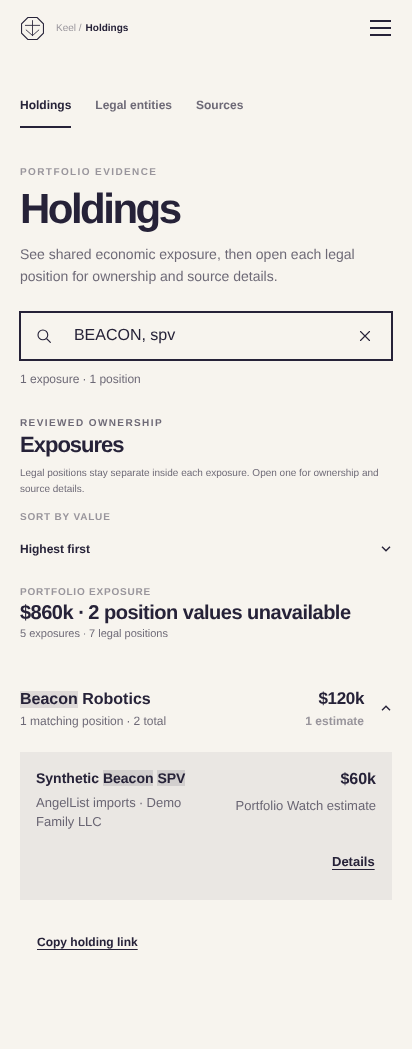 Keel / Holdings
Holdings Legal entities Sources
PORTFOLIO EVIDENCE
Holdings
See shared economic exposure, then open each legal
position for ownership and source details.
BEACON, spv
1 exposure · 1 position
REVIEWED OWNERSHIP
Exposures
Legal positions stay separate inside each exposure. Open one for ownership and
source details.
SORT BY VALUE
Highest first
PORTFOLIO EXPOSURE
$860k · 2 position values unavailable
5 exposures · 7 legal positions
Beacon Robotics $120k
1 matching position · 2 total 1 estimate
Synthetic Beacon SPV $60k
AngelList imports · Demo Portfolio Watch estimate
Family LLC
Details
Copy holding link